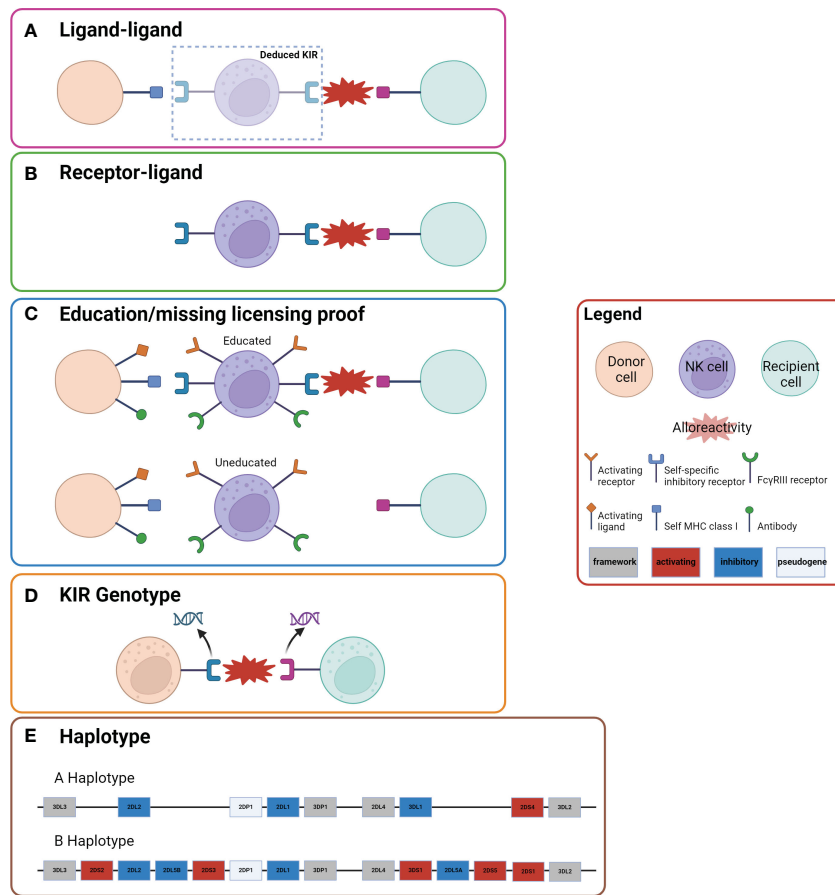 A Ligand-ligand
Deduced KIR
B Receptor-ligand
C Education/missing licensing proof
Educated
Uneducated
Legend
Donor
cell
NK cell
Recipient
cell
Alloreactivity
Activating
receptor
Self-specific
inhibitory receptor
FcγRIII receptor
Activating
ligand
Self MHC class I
Antibody
framework activating inhibitory pseudogene
D KIR Genotype
E Haplotype
A Haplotype
3DL3 2DL2 2DP1 2DL1 3DP1 2DL4 3DL1 2DS4 3DL2
B Haplotype
3DL3 2DS2 2DL2 2DL5B 2DS3 2DP1 2DL1 3DP1 2DL4 3DS1 2DL5A 2DS5 2DS1 3DL2